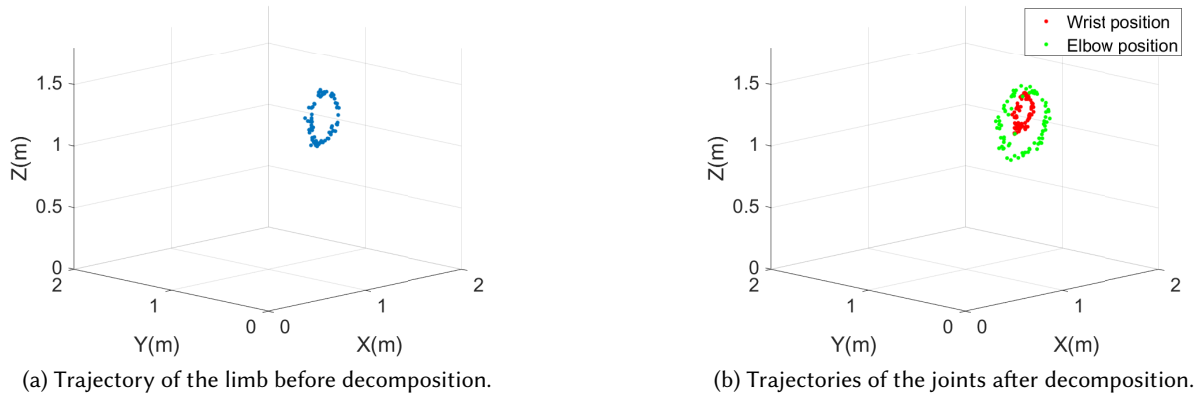 1.5
1
0.5
0
2
1
0
0
1
2
Z(m)
Y(m)
X(m)
(a) Trajectory of the limb before decomposition.
Wrist position
Elbow position
1.5
1
0.5
0
2
1
0
0
1
2
Z(m)
Y(m)
X(m)
(b) Trajectories of the joints after decomposition.